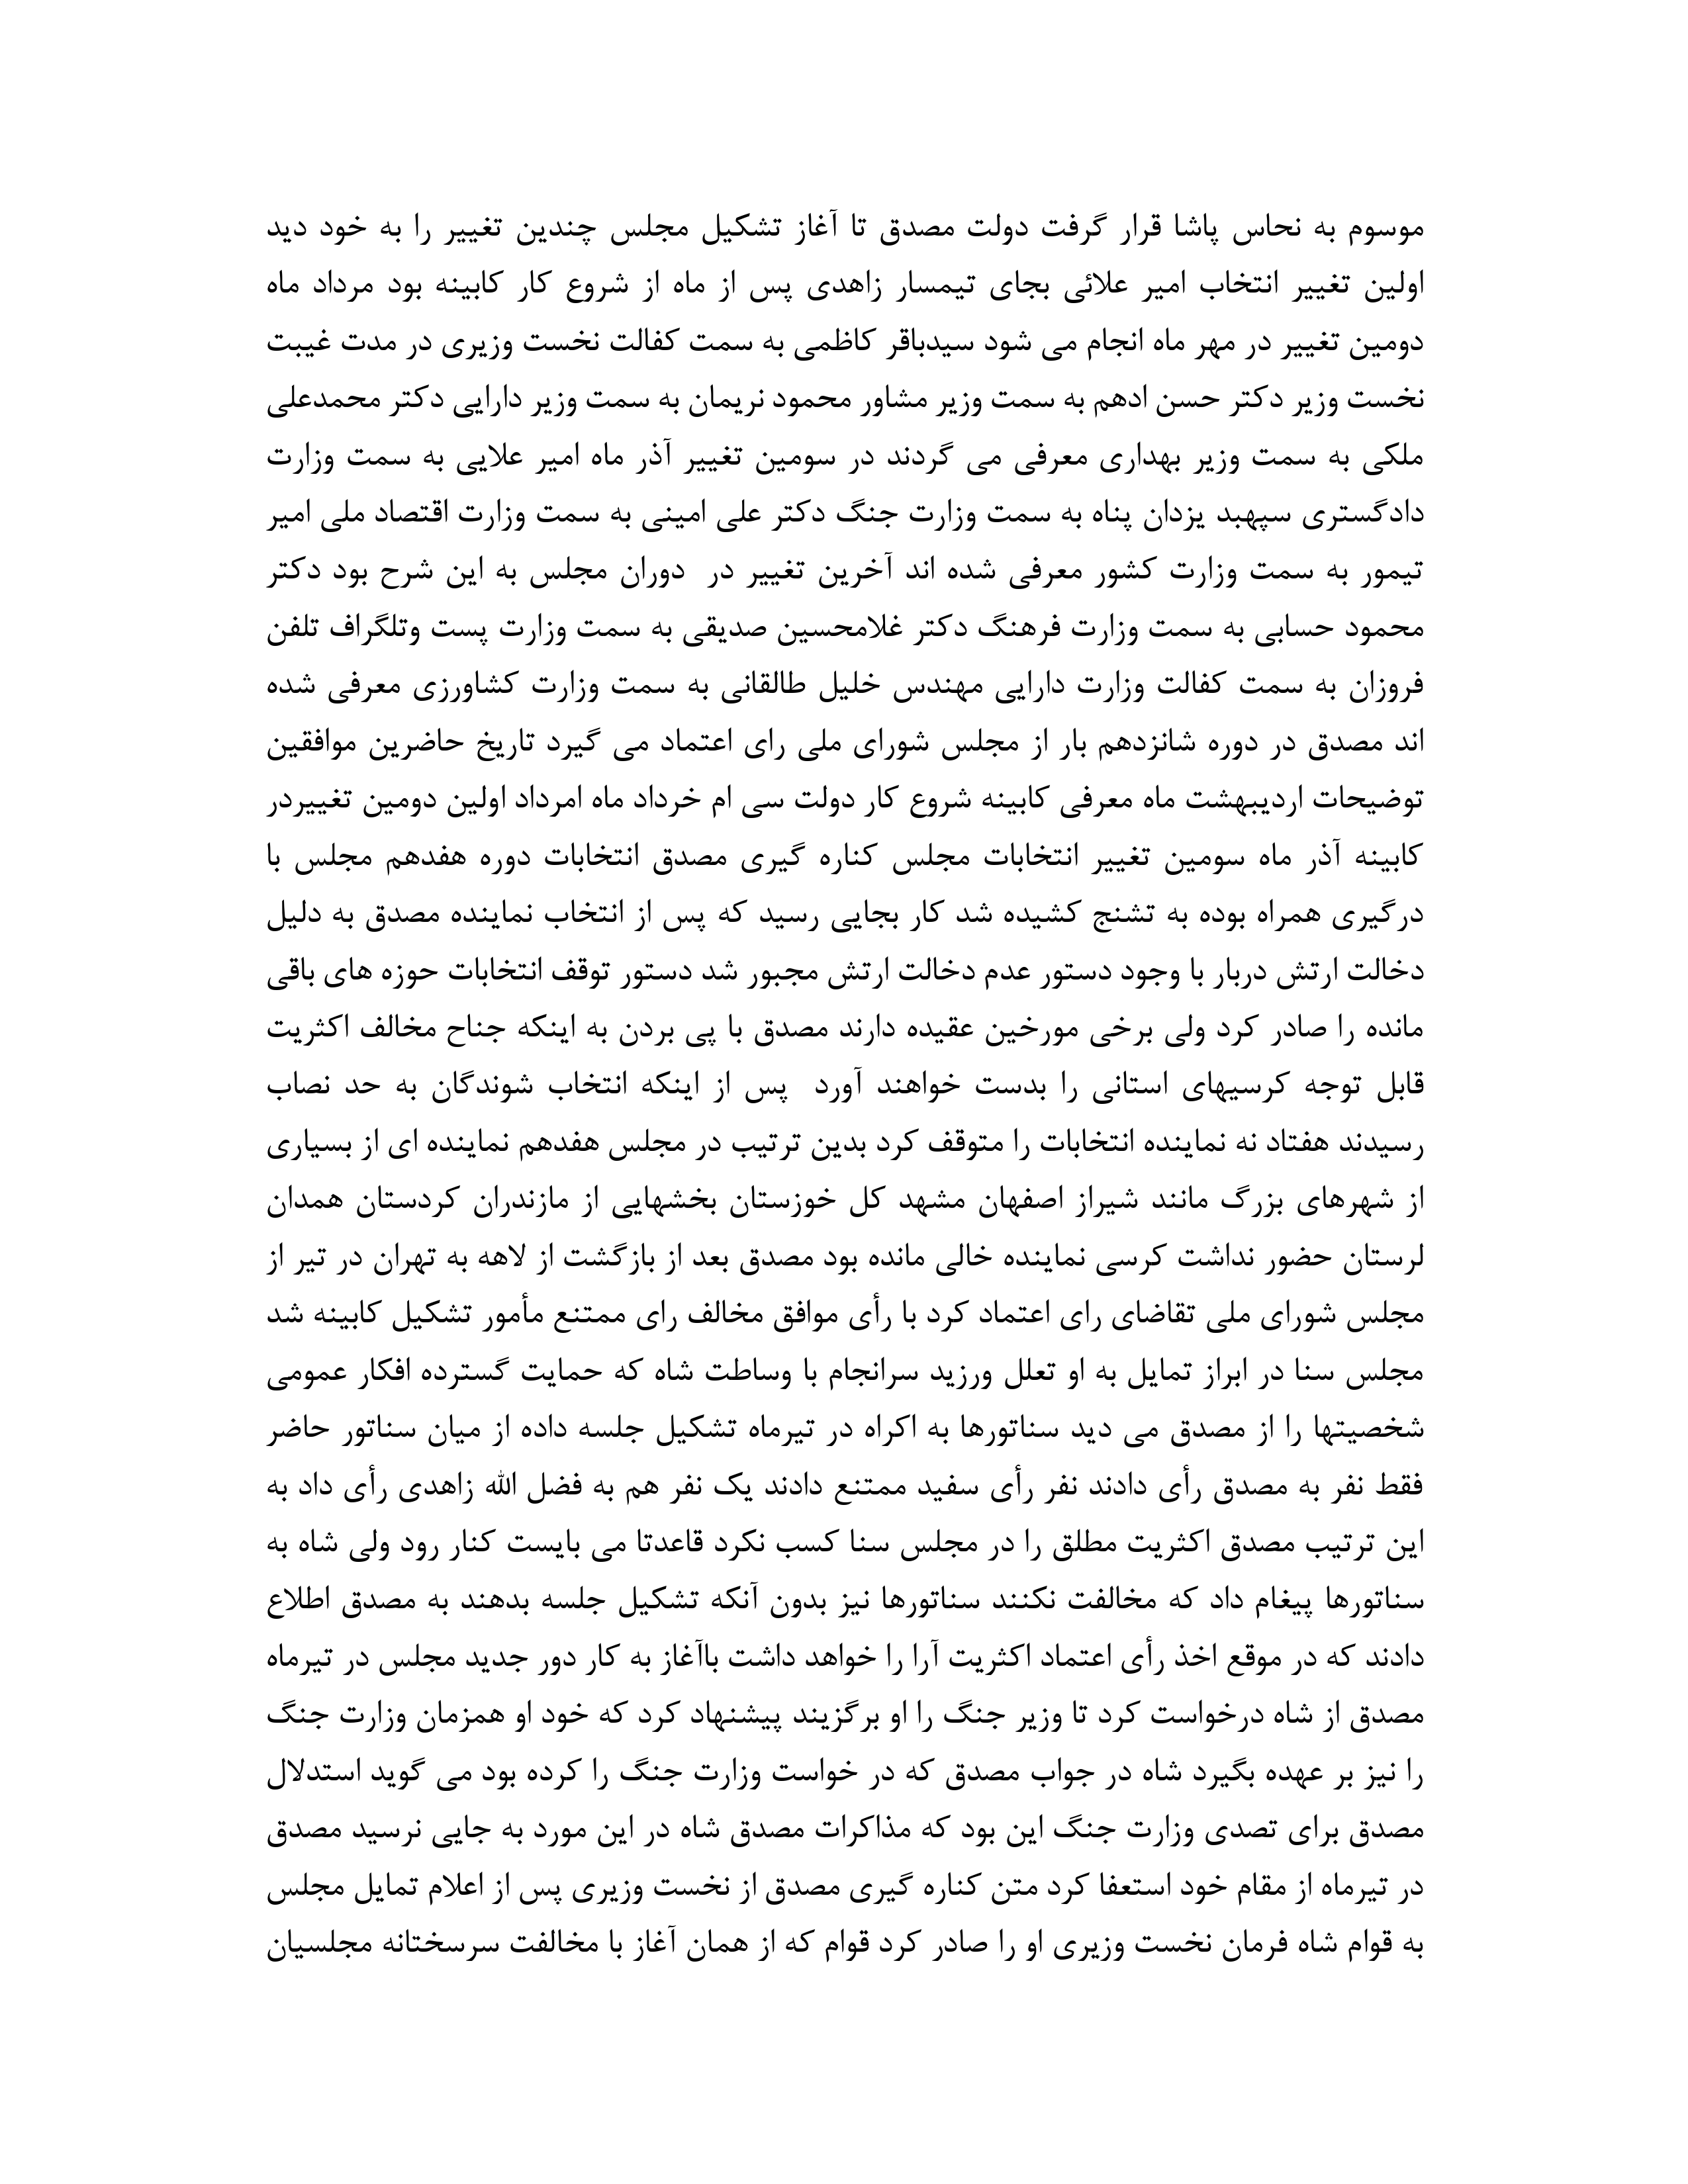 موسوم به نحاس پاشا قرار گرفت دولت مصدق تا آغاز تشکیل مجلس چندین تغییر را به خود دید
اولین تغییر انتخاب امیر علائی بجای تیمسار زاهدی پس از ماه از شروع کار کابینه بود مرداد ماه
دومین تغییر در مهر ماه انجام می شود سیدباقر کاظمی به سمت کفالت نخست وزیری در مدت غیبت
نخست وزیر دکتر حسن ادهم به سمت وزیر مشاور محمود نریمان به سمت وزیر دارایی دکتر محمدعلی
ملکی به سمت وزیر بهداری معرفی می گردند در سومین تغییر آذر ماه امیر علایی به سمت وزارت
دادگستری سپهبد یزدان پناه به سمت وزارت جنگ دکتر علی امینی به سمت وزارت اقتصاد ملی امیر
تیمور به سمت وزارت کشور معرفی شده اند آخرین تغییر در  دوران مجلس به این شرح بود دکتر
محمود حسابی به سمت وزارت فرهنگ دکتر غلامحسین صدیقی به سمت وزارت پست وتلگراف تلفن
فروزان به سمت کفالت وزارت دارایی مهندس خلیل طالقانی به سمت وزارت کشاورزی معرفی شده
اند مصدق در دوره شانزدهم بار از مجلس شورای ملی رای اعتماد می گیرد تاریخ حاضرین موافقین
توضیحات اردیبهشت ماه معرفی کابینه شروع کار دولت سی ام خرداد ماه امرداد اولین دومین تغییردر
کابینه آذر ماه سومین تغییر انتخابات مجلس کناره گیری مصدق انتخابات دوره هفدهم مجلس با
درگیری همراه بوده به تشنج کشیده شد کار بجایی رسید که پس از انتخاب نماینده مصدق به دلیل
دخالت ارتش دربار با وجود دستور عدم دخالت ارتش مجبور شد دستور توقف انتخابات حوزه های باقی
مانده را صادر کرد ولی برخی مورخین عقیده دارند مصدق با پی بردن به اینکه جناح مخالف اکثریت
قابل توجه کرسیهای استانی را بدست خواهند آورد  پس از اینکه انتخاب شوندگان به حد نصاب
رسیدند هفتاد نه نماینده انتخابات را متوقف کرد بدین ترتیب در مجلس هفدهم نماینده ای از بسیاری
از شهرهای بزرگ مانند شیراز اصفهان مشهد کل خوزستان بخشهایی از مازندران کردستان همدان
لرستان حضور نداشت کرسی نماینده خالی مانده بود مصدق بعد از بازگشت از لاهه به تهران در تیر از
مجلس شورای ملی تقاضای رای اعتماد کرد با رأی موافق مخالف رای ممتنع مأمور تشکیل کابینه شد
مجلس سنا در ابراز تمایل به او تعلل ورزید سرانجام با وساطت شاه که حمایت گسترده افکار عمومی
شخصیتها را از مصدق می دید سناتورها به اکراه در تیرماه تشکیل جلسه داده از میان سناتور حاضر
فقط نفر به مصدق رأی دادند نفر رأی سفید ممتنع دادند یک نفر هم به فضل الله زاهدی رأی داد به
این ترتیب مصدق اکثریت مطلق را در مجلس سنا کسب نکرد قاعدتا می بایست کنار رود ولی شاه به
سناتورها پیغام داد که مخالفت نکنند سناتورها نیز بدون آنکه تشکیل جلسه بدهند به مصدق اطلاع
دادند که در موقع اخذ رأی اعتماد اکثریت آرا را خواهد داشت باآغاز به کار دور جدید مجلس در تیرماه
مصدق از شاه درخواست کرد تا وزیر جنگ را او برگزیند پیشنهاد کرد که خود او همزمان وزارت جنگ
را نیز بر عهده بگیرد شاه در جواب مصدق که در خواست وزارت جنگ را کرده بود می گوید استدلال
مصدق برای تصدی وزارت جنگ این بود که مذاکرات مصدق شاه در این مورد به جایی نرسید مصدق
در تیرماه از مقام خود استعفا کرد متن کناره گیری مصدق از نخست وزیری پس از اعلام تمایل مجلس
به قوام شاه فرمان نخست وزیری او را صادر کرد قوام که از همان آغاز با مخالفت سرسختانه مجلسیان